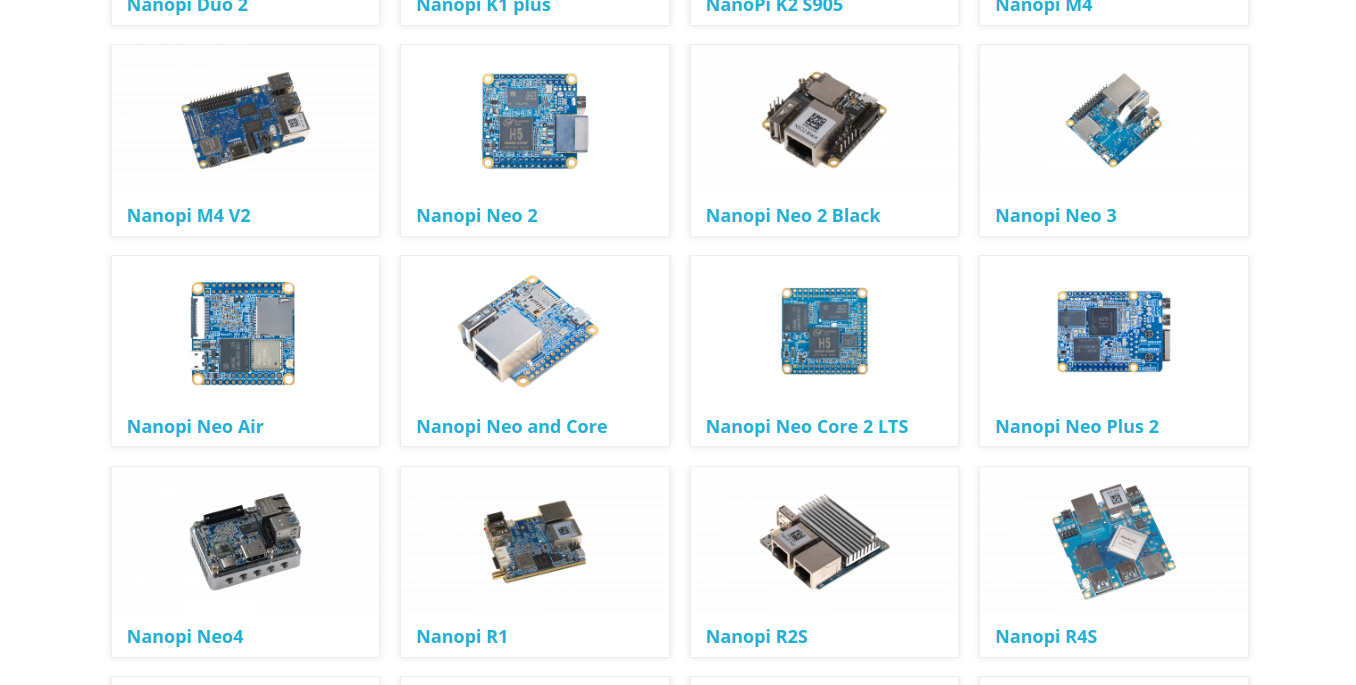 Nanopi Duo 2
Nanopi K1 plus
NanoPi K2 S905
Nanopi M4
H5
Nanopi M4 V2
Nanopi Neo 2
Nanopi Neo 2 Black
Nanopi Neo 3
H5
Nanopi Neo Air
Nanopi Neo and Core
Nanopi Neo Core 2 LTS
Nanopi Neo Plus 2
Nanopi Neo4
Nanopi R1
Nanopi R2S
Nanopi R4S